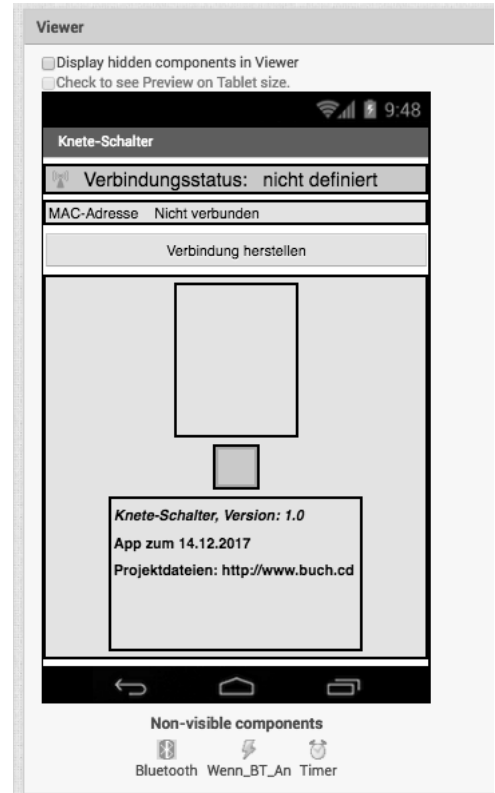 Viewer
Display hidden components in Viewer
Check to see Preview on Tablet size.
9:48
Knete-Schalter
Verbindungsstatus: nicht definiert
MAC-Adresse Nicht verbunden
Verbindung herstellen
Knete-Schalter, Version: 1.0
App zum 14.12.2017
Projektdateien: http://www.buch.cd
Non-visible components
Bluetooth Wenn_BT_An Timer